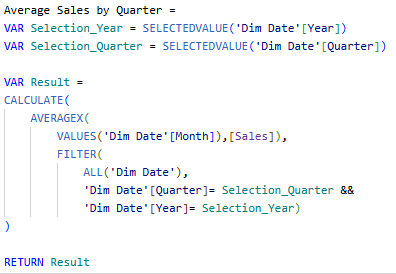 Average Sales by Quarter =
VAR Selection_Year = SELECTEDVALUE('Dim Date'[Year])
VAR Selection_Quarter = SELECTEDVALUE('Dim Date'[Quarter])

VAR Result =
CALCULATE(
    AVERAGEX(
        VALUES('Dim Date'[Month]),[Sales]),
        FILTER(
            ALL('Dim Date'),
            'Dim Date'[Quarter]= Selection_Quarter &&
            'Dim Date'[Year]= Selection_Year)
)

RETURN Result